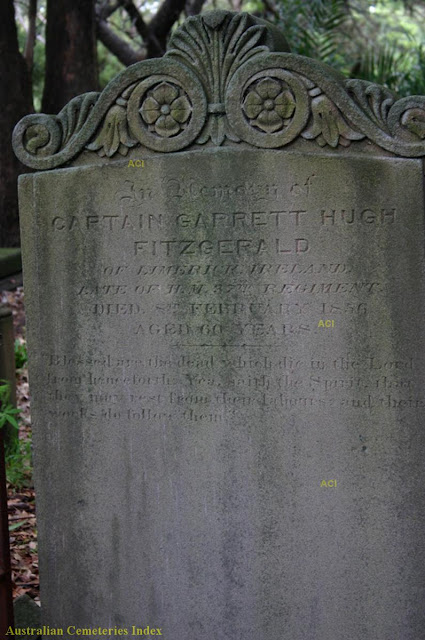 In Memory of
CAPTAIN GARRETT HUGH
FITZGERALD
OF LIMERICK, IRELAND,
LATE OF H.M. 87TH REGIMENT,
DIED 8TH FEBRUARY 1856
AGED 60 YEARS
Blessed are the dead which die in the Lord
from henceforth: Yea, saith the Spirit, that
they may rest from their labours; and their
works do follow them.
ACI
ACI
ACI
Australian Cemeteries Index